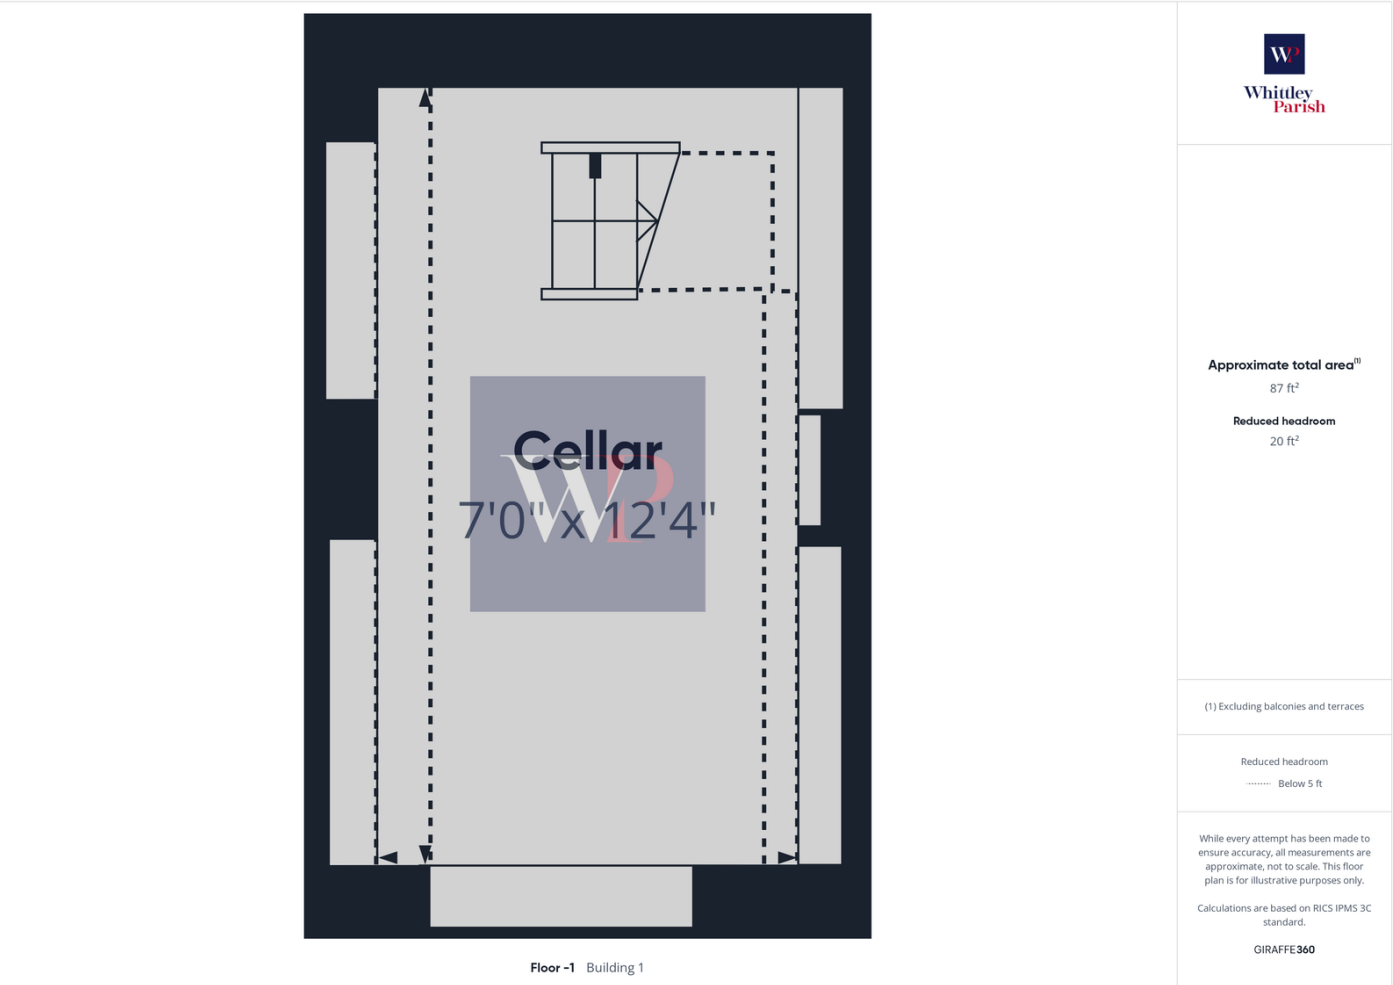 WP
Whittley
Parish
Cellar
WP
7'0" x 12'4"
Approximate total area(1)
87 ft²
Reduced headroom
20 ft²
(1) Excluding balconies and terraces
Reduced headroom
Below 5 ft
While every attempt has been made to
ensure accuracy, all measurements are
approximate, not to scale. This floor
plan is for illustrative purposes only.
Calculations are based on RICS IPMS 3C
standard.
GIRAFFE360
Floor -1 Building 1